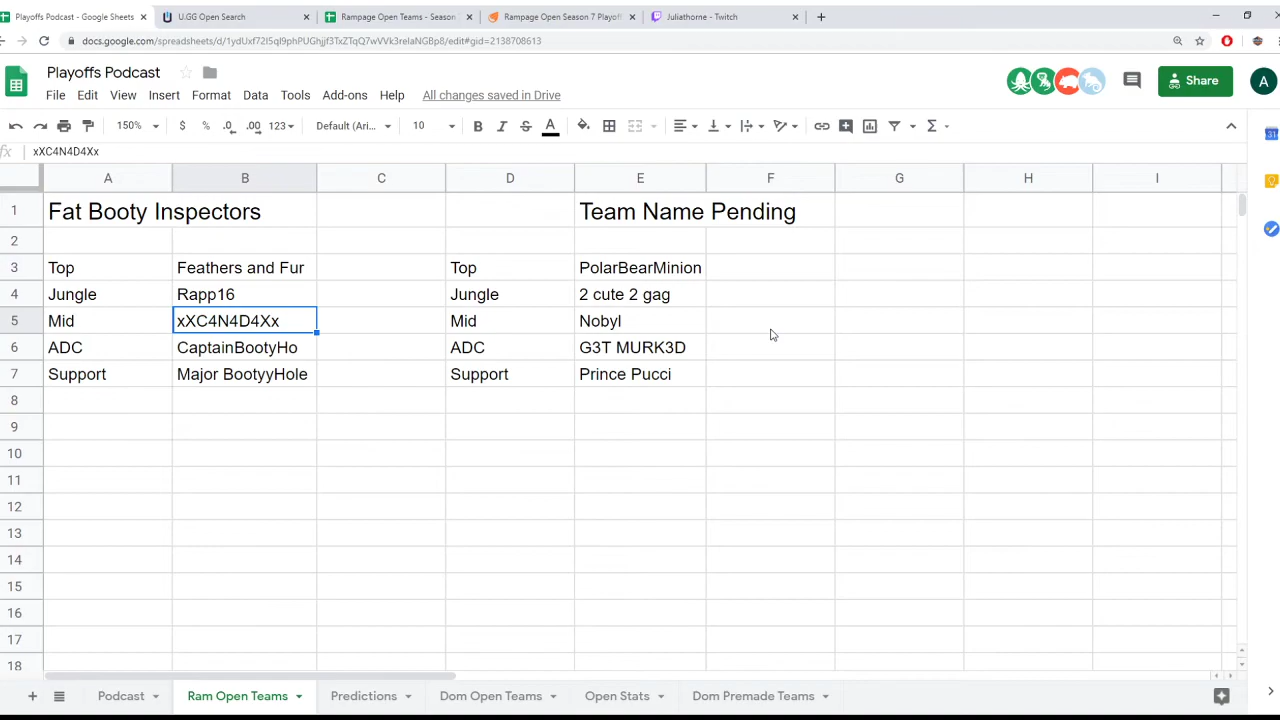 Playoffs Podcast - Google Sheets
U.GG Open Search
Rampage Open Teams - Season
Rampage Open Season 7 Playoff
Juliathorne - Twitch
docs.google.com/spreadsheets/d/1ydUxf72I5qI9phPUGhjjf3TxZTqQ7wVVk3relaNGBp8/edit#gid=2138708613
Playoffs Podcast
File Edit View Insert Format Data Tools Add-ons Help All changes saved in Drive
Share
A
150% $ % .0 .00 123 Default (Ari... 10 B I S A Σ
fx xXC4N4D4Xx
A B C D E F G H I
1 Fat Booty Inspectors Team Name Pending
2
3 Top Feathers and Fur Top PolarBearMinion
4 Jungle Rapp16 Jungle 2 cute 2 gag
5 Mid xXC4N4D4Xx Mid Nobyl
6 ADC CaptainBootyHo ADC G3T MURK3D
7 Support Major BootyyHole Support Prince Pucci
8
9
10
11
12
13
14
15
16
17
18
Podcast Ram Open Teams Predictions Dom Open Teams Open Stats Dom Premade Teams